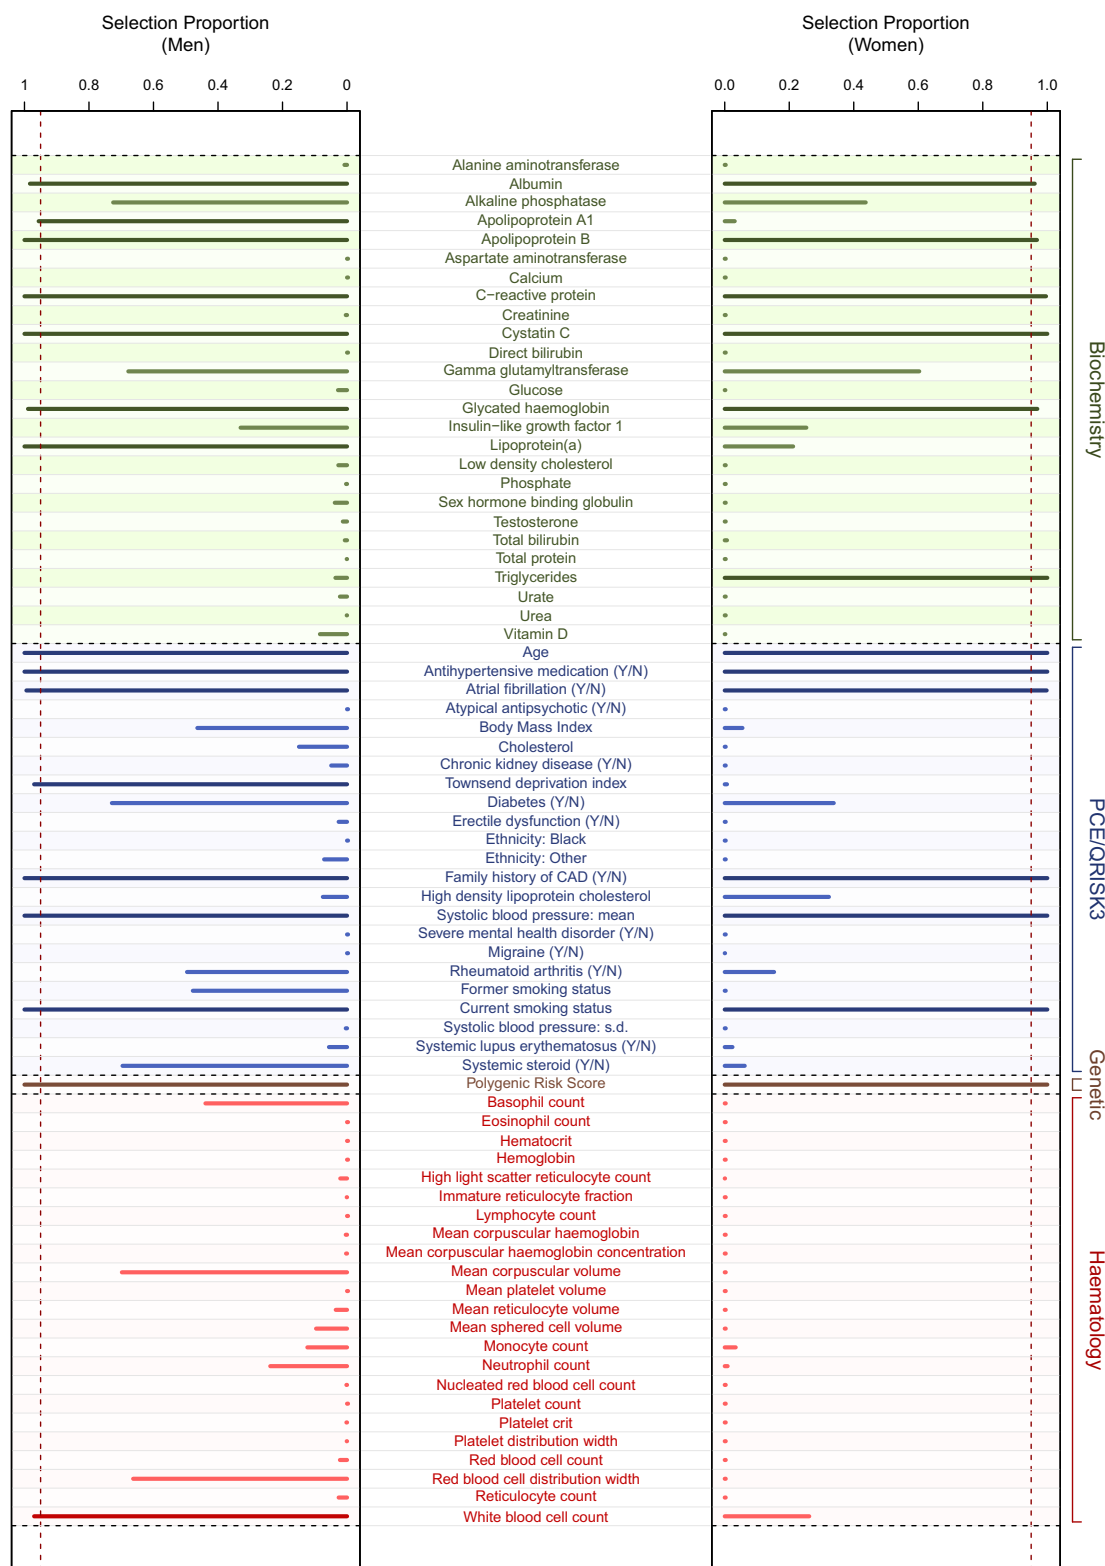 Selection Proportion
(Men)
Selection Proportion
(Women)
1 0.8 0.6 0.4 0.2 0
0.0 0.2 0.4 0.6 0.8 1.0
Alanine aminotransferase
Albumin
Alkaline phosphatase
Apolipoprotein A1
Apolipoprotein B
Aspartate aminotransferase
Calcium
C−reactive protein
Creatinine
Cystatin C
Direct bilirubin
Gamma glutamyltransferase
Glucose
Glycated haemoglobin
Insulin−like growth factor 1
Lipoprotein(a)
Low density cholesterol
Phosphate
Sex hormone binding globulin
Testosterone
Total bilirubin
Total protein
Triglycerides
Urate
Urea
Vitamin D
Biochemistry
Age
Antihypertensive medication (Y/N)
Atrial fibrillation (Y/N)
Atypical antipsychotic (Y/N)
Body Mass Index
Cholesterol
Chronic kidney disease (Y/N)
Townsend deprivation index
Diabetes (Y/N)
Erectile dysfunction (Y/N)
Ethnicity: Black
Ethnicity: Other
Family history of CAD (Y/N)
High density lipoprotein cholesterol
Systolic blood pressure: mean
Severe mental health disorder (Y/N)
Migraine (Y/N)
Rheumatoid arthritis (Y/N)
Former smoking status
Current smoking status
Systolic blood pressure: s.d.
Systemic lupus erythematosus (Y/N)
Systemic steroid (Y/N)
PCE/QRISK3
Polygenic Risk Score
Genetic
Basophil count
Eosinophil count
Hematocrit
Hemoglobin
High light scatter reticulocyte count
Immature reticulocyte fraction
Lymphocyte count
Mean corpuscular haemoglobin
Mean corpuscular haemoglobin concentration
Mean corpuscular volume
Mean platelet volume
Mean reticulocyte volume
Mean sphered cell volume
Monocyte count
Neutrophil count
Nucleated red blood cell count
Platelet count
Platelet crit
Platelet distribution width
Red blood cell count
Red blood cell distribution width
Reticulocyte count
White blood cell count
Haematology